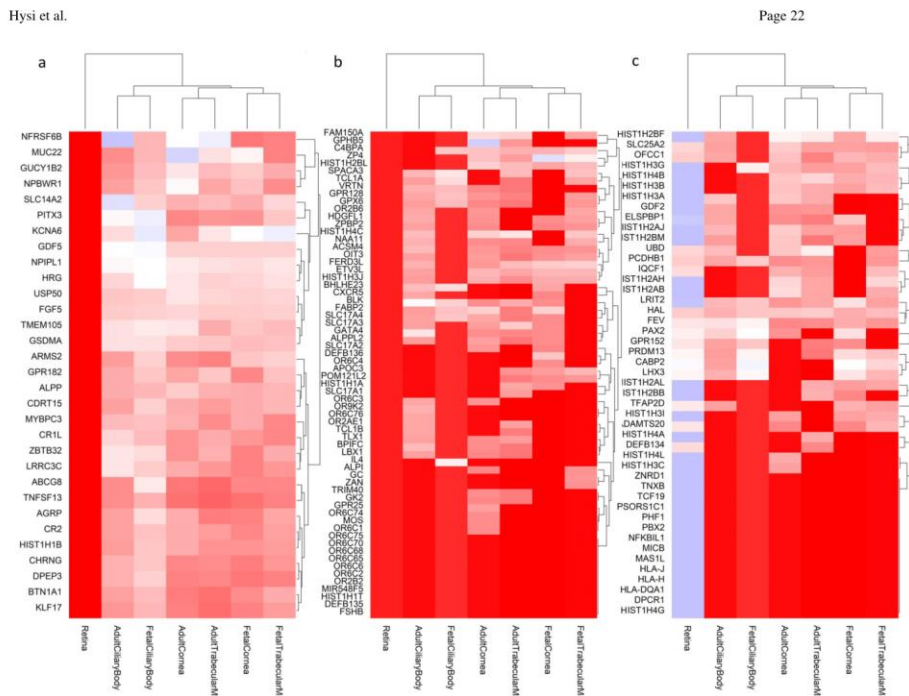 Hysi et al.
Page 22
a
NFRSF6B
MUC22
GUCY1B2
NPBWR1
SLC14A2
PITX3
KCNA6
GDF5
NPIPL1
HRG
USP50
FGF5
TMEM105
GSDMA
ARMS2
GPR182
ALPP
CDRT15
MYBPC3
CR1L
ZBTB32
LRRC3C
ABCG8
TNFSF13
AGRP
CR2
HIST1H1B
CHRNG
DPEP3
BTN1A1
KLF17
Retina
AdultCiliaryBody
FetalCiliaryBody
AdultCornea
AdultTrabecularM
FetalCornea
FetalTrabecularM
b
FAM150A
GPHB5
C4BPA
ZP4
HIST1H2BL
SPACA3
TCL1A
VRTN
GPR128
GPX6
OR2B6
HDGFL1
ZPBP2
HIST1H4C
NAA11
ACSM4
OIT3
FERD3L
ETV3L
HIST1H3J
BHLHE23
CXCR5
BLK
FABP2
SLC17A4
SLC17A3
GATA4
ALPPL2
SLC17A2
DEFB136
OR6C4
APOC3
POM121L2
HIST1H1A
SLC17A1
OR6C3
OR9K2
OR6C76
OR2AE1
TCL1B
TLX1
BPIFC
LBX1
IL4
ALPI
GC
ZAN
TRIM40
GK2
GPR25
OR6C74
MOS
OR6C1
OR6C75
OR6C70
OR6C68
OR6C65
OR6C6
OR6C2
OR2B2
MIR548F5
HIST1H1T
DEFB135
FSHB
Retina
AdultCiliaryBody
FetalCiliaryBody
AdultCornea
AdultTrabecularM
FetalCornea
FetalTrabecularM
c
HIST1H2BF
SLC25A2
OFCC1
HIST1H3G
HIST1H4B
HIST1H3B
HIST1H3A
GDF2
ELSPBP1
IIST1H2AJ
IST1H2BM
UBD
PCDHB1
IQCF1
IST1H2AH
IST1H2AB
LRIT2
HAL
FEV
PAX2
GPR152
PRDM13
CABP2
LHX3
IIST1H2AL
IST1H2BB
TFAP2D
HIST1H3I
ADAMTS20
HIST1H4A
DEFB134
HIST1H4L
HIST1H3C
ZNRD1
TNXB
TCF19
PSORS1C1
PHF1
PBX2
NFKBIL1
MICB
MAS1L
HLA-J
HLA-H
HLA-DQA1
DPCR1
HIST1H4G
Retina
AdultCiliaryBody
FetalCiliaryBody
AdultCornea
AdultTrabecularM
FetalCornea
FetalTrabecularM